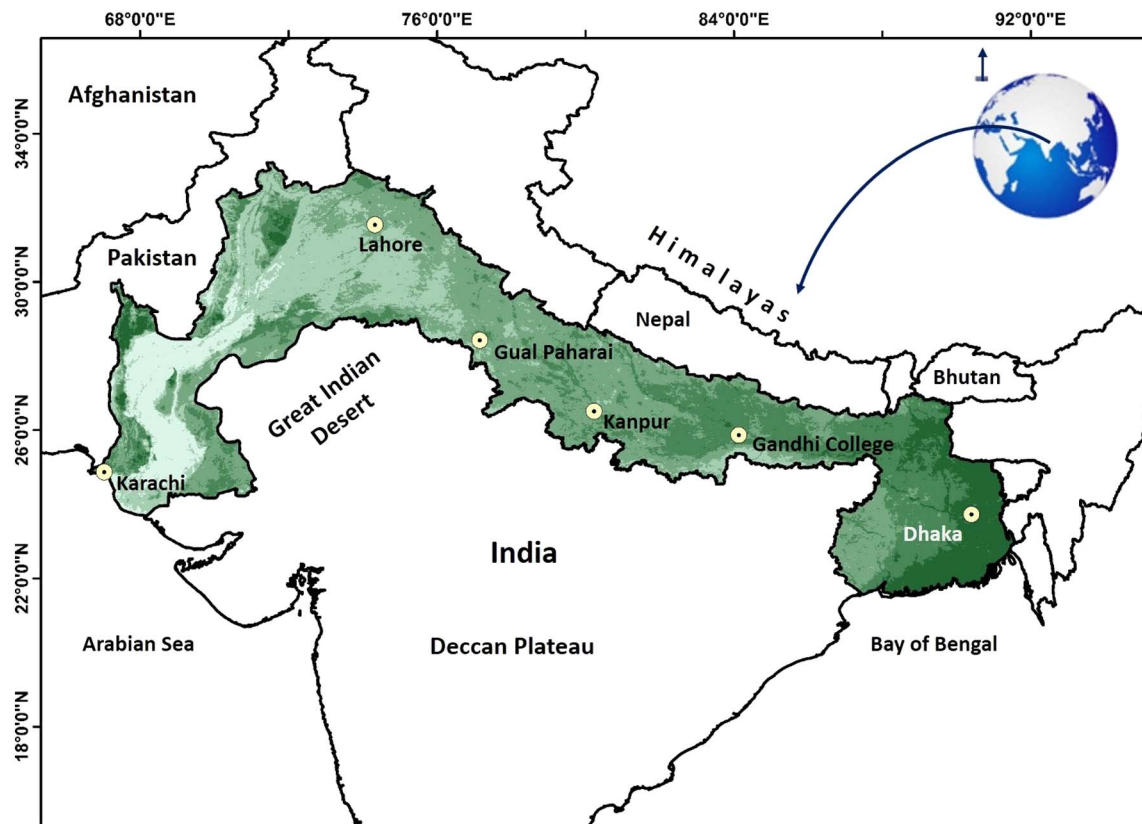 68°0'0"E
76°0'0"E
84°0'0"E
92°0'0"E
34°0'0"N
30°0'0"N
26°0'0"N
22°0'0"N
18°0'0"N
Afghanistan
Pakistan
Lahore
Himalayas
Nepal
Bhutan
Gual Paharai
Great Indian
Desert
Kanpur
Gandhi College
Karachi
Dhaka
India
Arabian Sea
Deccan Plateau
Bay of Bengal